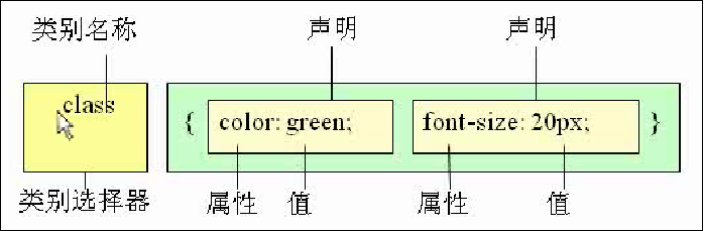 类别名称 声明 声明
class { color: green; font-size: 20px; }
类别选择器 属性 值 属性 值